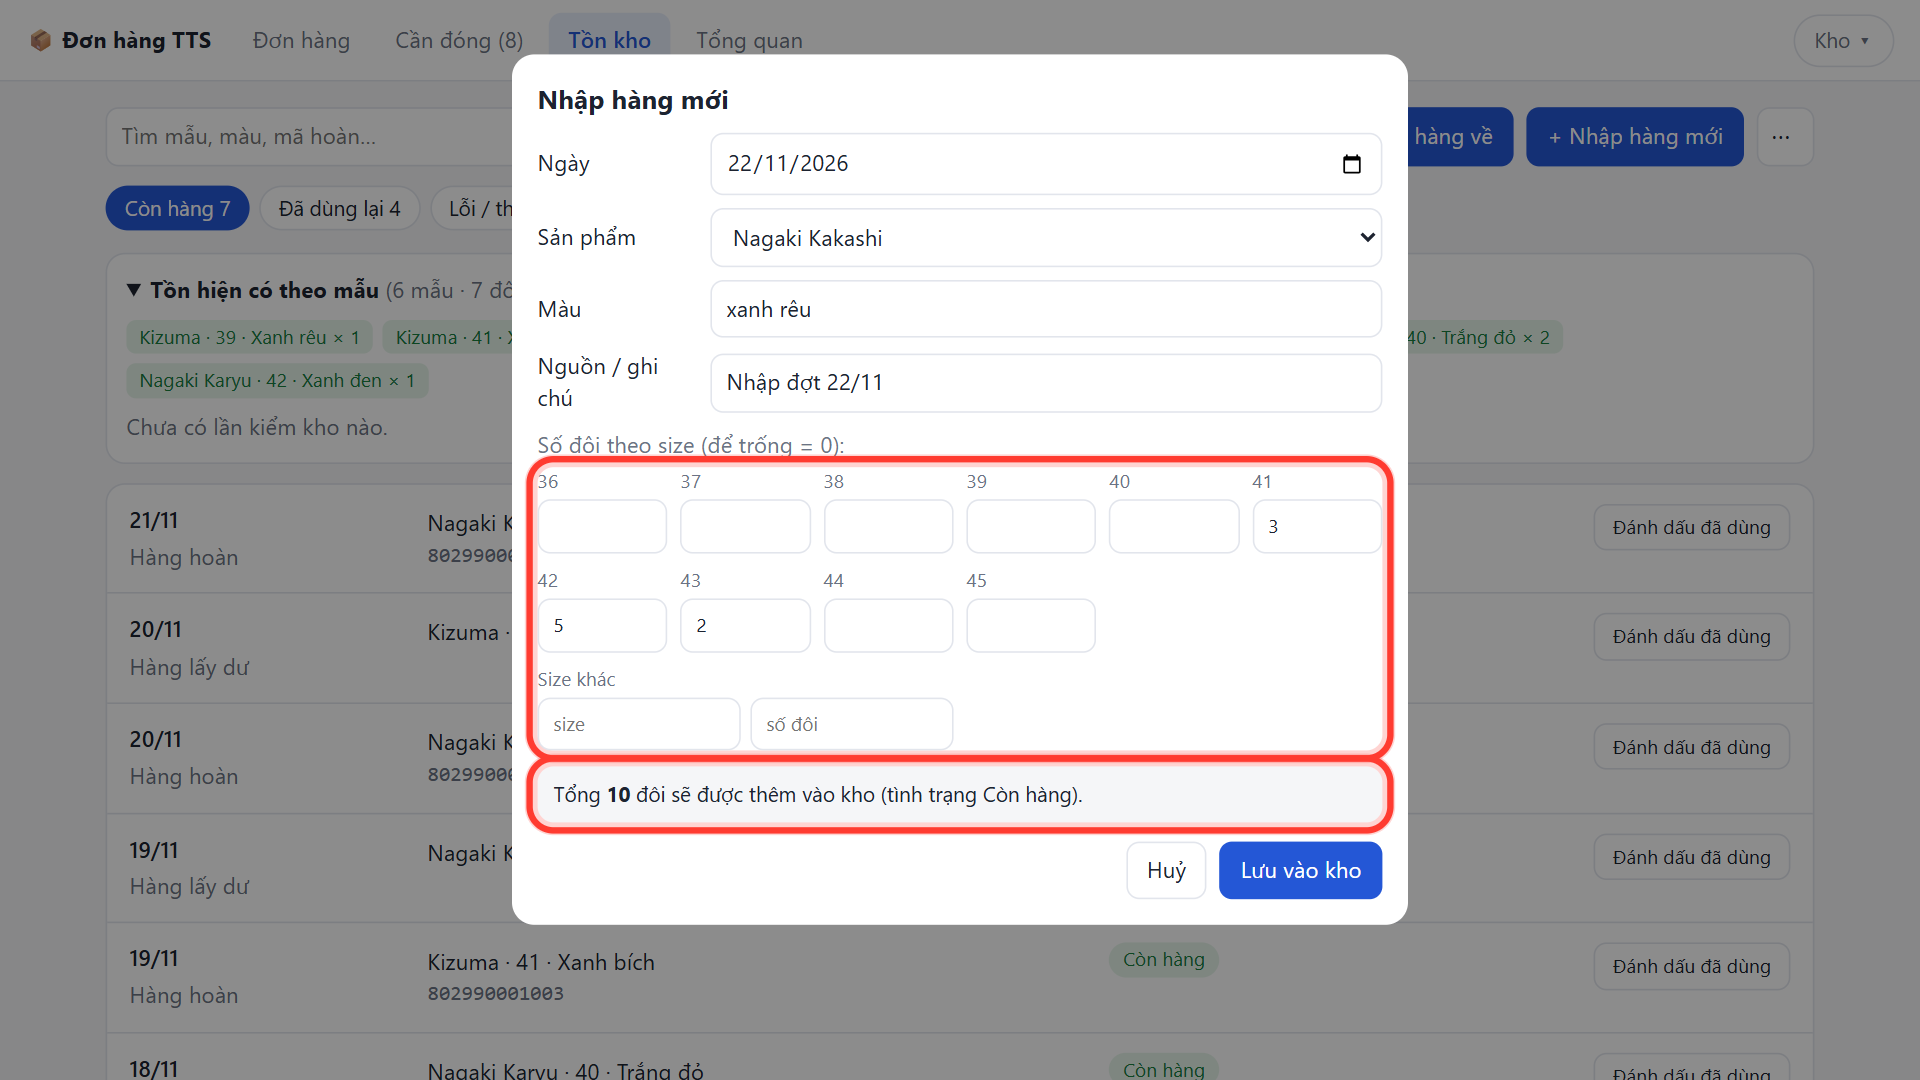 📦 Đơn hàng TTS
Đơn hàng
Cần đóng (8)
Tồn kho
Tổng quan
Kho ▾
Tìm mẫu, màu, mã hoàn...
hàng về
+ Nhập hàng mới
...
Còn hàng 7
Đã dùng lại 4
Lỗi / th
▼ Tồn hiện có theo mẫu (6 mẫu · 7 đô
Kizuma · 39 · Xanh rêu × 1
Kizuma · 41 ·
40 · Trắng đỏ × 2
Nagaki Karyu · 42 · Xanh đen × 1
Chưa có lần kiểm kho nào.
Nhập hàng mới
Ngày
22/11/2026
Sản phẩm
Nagaki Kakashi
Màu
xanh rêu
Nguồn / ghi chú
Nhập đợt 22/11
Số đôi theo size (để trống = 0):
36 37 38 39 40 41
3
42 43 44 45
5 2
Size khác
size
số đôi
Tổng 10 đôi sẽ được thêm vào kho (tình trạng Còn hàng).
Huỷ
Lưu vào kho
21/11
Hàng hoàn
Nagaki K
80299000
Đánh dấu đã dùng
20/11
Hàng lấy dư
Kizuma ·
Đánh dấu đã dùng
20/11
Hàng hoàn
Nagaki K
80299000
Đánh dấu đã dùng
19/11
Hàng lấy dư
Nagaki K
Đánh dấu đã dùng
19/11
Hàng hoàn
Kizuma · 41 · Xanh bích
802990001003
Còn hàng
Đánh dấu đã dùng
18/11
Nagaki Karyu · 40 · Trắng đỏ
Còn hàng
Đánh dấu đã dùng